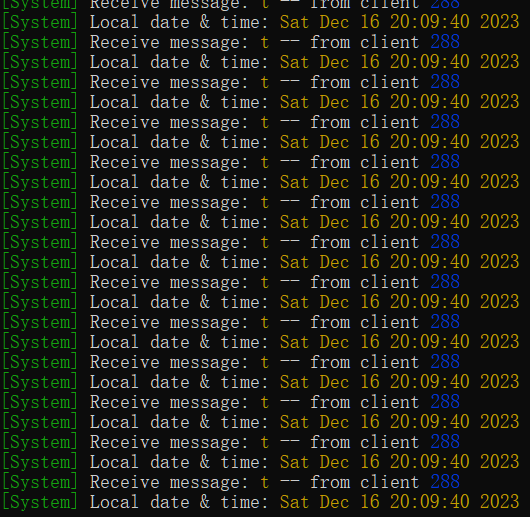 [System] Receive message: t -- from client 288
[System] Local date & time: Sat Dec 16 20:09:40 2023
[System] Receive message: t -- from client 288
[System] Local date & time: Sat Dec 16 20:09:40 2023
[System] Receive message: t -- from client 288
[System] Local date & time: Sat Dec 16 20:09:40 2023
[System] Receive message: t -- from client 288
[System] Local date & time: Sat Dec 16 20:09:40 2023
[System] Receive message: t -- from client 288
[System] Local date & time: Sat Dec 16 20:09:40 2023
[System] Receive message: t -- from client 288
[System] Local date & time: Sat Dec 16 20:09:40 2023
[System] Receive message: t -- from client 288
[System] Local date & time: Sat Dec 16 20:09:40 2023
[System] Receive message: t -- from client 288
[System] Local date & time: Sat Dec 16 20:09:40 2023
[System] Receive message: t -- from client 288
[System] Local date & time: Sat Dec 16 20:09:40 2023
[System] Receive message: t -- from client 288
[System] Local date & time: Sat Dec 16 20:09:40 2023
[System] Receive message: t -- from client 288
[System] Local date & time: Sat Dec 16 20:09:40 2023
[System] Receive message: t -- from client 288
[System] Local date & time: Sat Dec 16 20:09:40 2023
[System] Receive message: t -- from client 288
[System] Local date & time: Sat Dec 16 20:09:40 2023